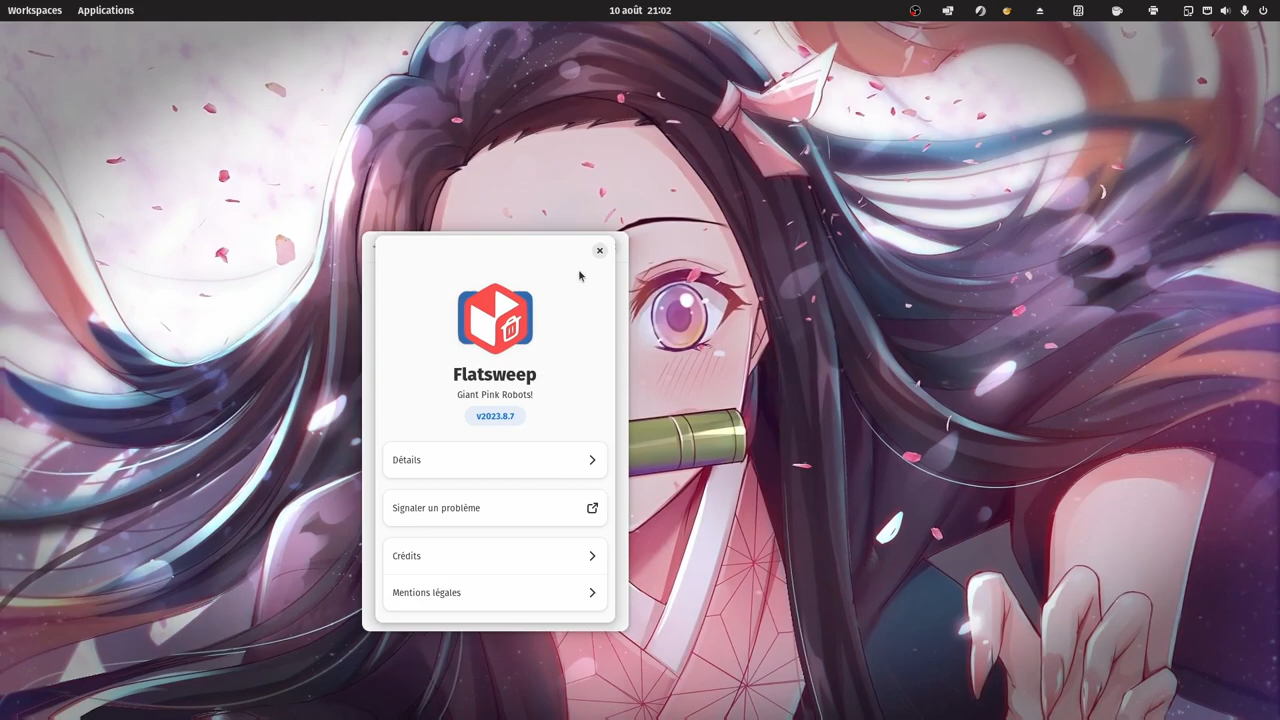 Workspaces Applications 10 août 21:02
Flatsweep
Giant Pink Robots!
v2023.8.7
Détails
Signaler un problème
Crédits
Mentions légales